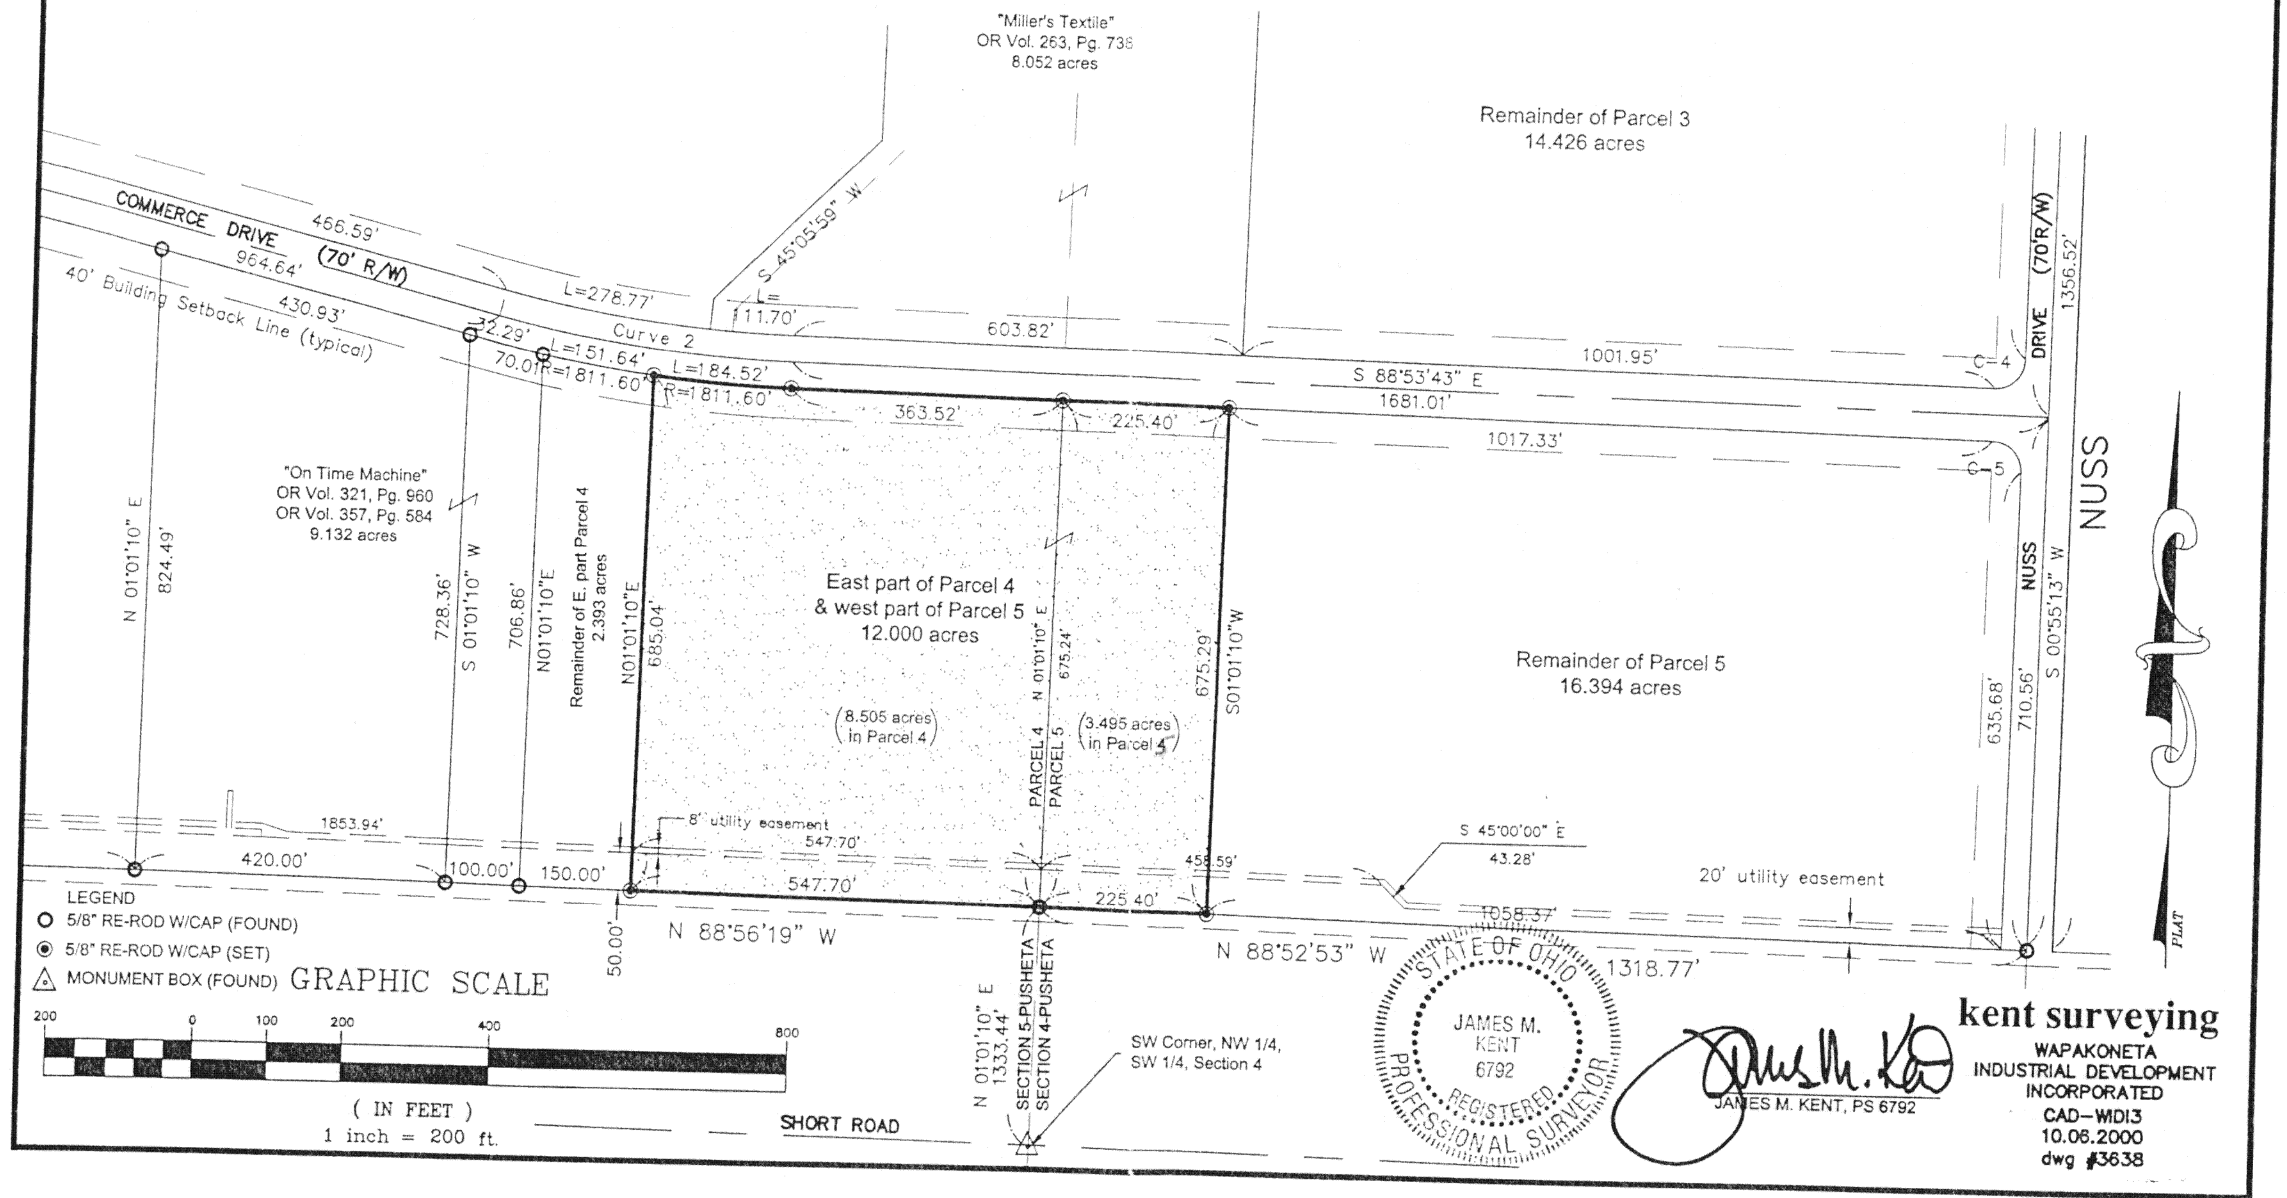 "Miller's Textile"
OR Vol. 263, Pg. 738
8.052 acres
Remainder of Parcel 3
14.426 acres
S 45°05'59" W
COMMERCE DRIVE (70' R/W)
466.59'
964.64'
40' Building Setback Line (typical)
430.93'
L=278.77'
L=
111.70'
603.82'
1001.95'
C-4
32.29'
Curve 2
70.01'
L=151.64'
R=1811.60'
L=184.52'
R=1811.60'
363.52'
225.40'
S 88°53'43" E
1681.01'
1017.33'
C-5
DRIVE (70'R/W)
1356.52'
NUSS
NUSS
S 00°55'13" W
710.56'
635.68'
"On Time Machine"
OR Vol. 321, Pg. 960
OR Vol. 357, Pg. 584
9.132 acres
N 01°01'10" E
824.49'
728.36'
S 01°01'10" W
706.86'
N01°01'10"E
Remainder of E. part Parcel 4
2.393 acres
N01°01'10"E
685.04'
East part of Parcel 4
& west part of Parcel 5
12.000 acres
(8.505 acres
in Parcel 4)
PARCEL 4 N 01°01'10" E
PARCEL 5 675.24'
(3.495 acres
in Parcel 5)
675.29'
S01°01'10"W
Remainder of Parcel 5
16.394 acres
1853.94'
8' utility easement
547.70'
458.59'
S 45°00'00" E
43.28'
20' utility easement
420.00'
100.00'
150.00'
547.70'
225.40'
1058.37'
50.00'
N 88°56'19" W
N 88°52'53" W
1318.77'
LEGEND
5/8" RE-ROD W/CAP (FOUND)
5/8" RE-ROD W/CAP (SET)
MONUMENT BOX (FOUND)
GRAPHIC SCALE
200 0 100 200 400 800
( IN FEET )
1 inch = 200 ft.
N 01°01'10" E
1333.44'
SECTION 5-PUSHETA
SECTION 4-PUSHETA
SW Corner, NW 1/4,
SW 1/4, Section 4
SHORT ROAD
STATE OF OHIO
JAMES M.
KENT
6792
REGISTERED
PROFESSIONAL SURVEYOR
James M. Kent
JAMES M. KENT, PS 6792
PLAT
kent surveying
WAPAKONETA
INDUSTRIAL DEVELOPMENT
INCORPORATED
CAD-WIDI3
10.06.2000
dwg #3638